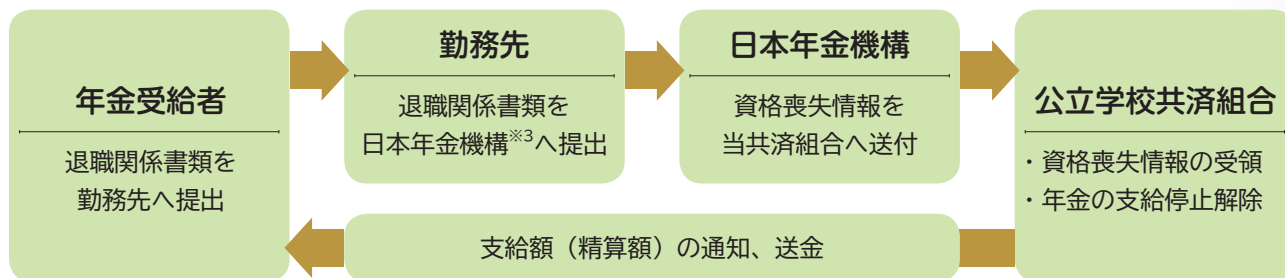 年金受給者
退職関係書類を
勤務先へ提出
勤務先
退職関係書類を
日本年金機構※3へ提出
日本年金機構
資格喪失情報を
当共済組合へ送付
公立学校共済組合
・資格喪失情報の受領
・年金の支給停止解除
支給額（精算額）の通知、送金